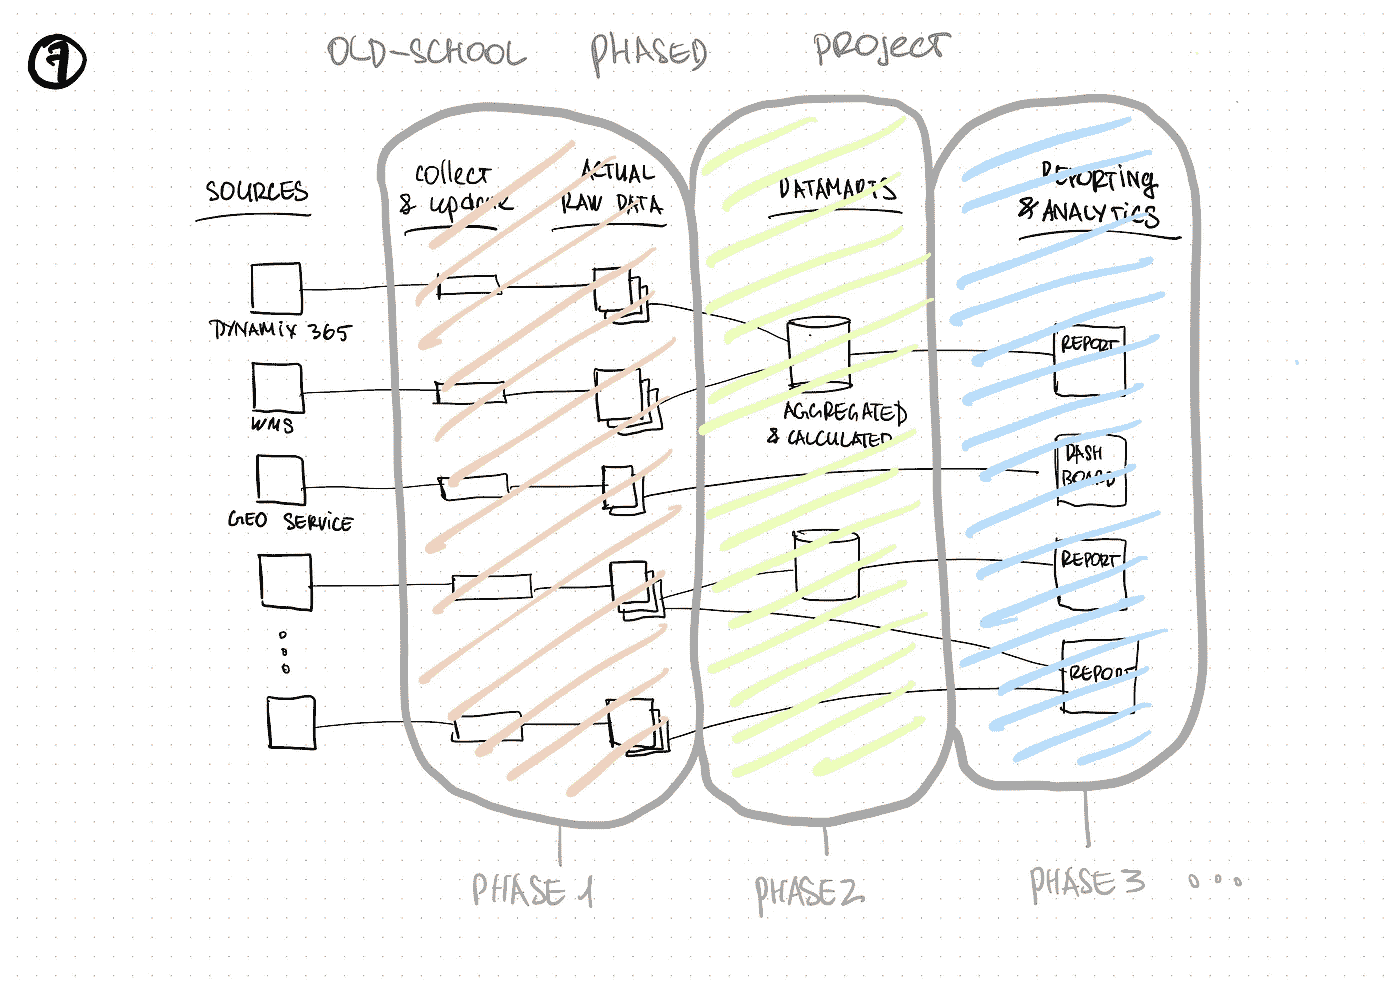 7
OLD-SCHOOL PHASED PROJECT
SOURCES
collect
& update
ACTUAL
RAW DATA
DATAMARTS
REPORTING
& ANALYTICS
DYNAMIX 365
WMS
GEO SERVICE
AGGREGATED
& CALCULATED
REPORT
DASH
BOARD
REPORT
REPORT
PHASE 1
PHASE 2
PHASE 3 ...